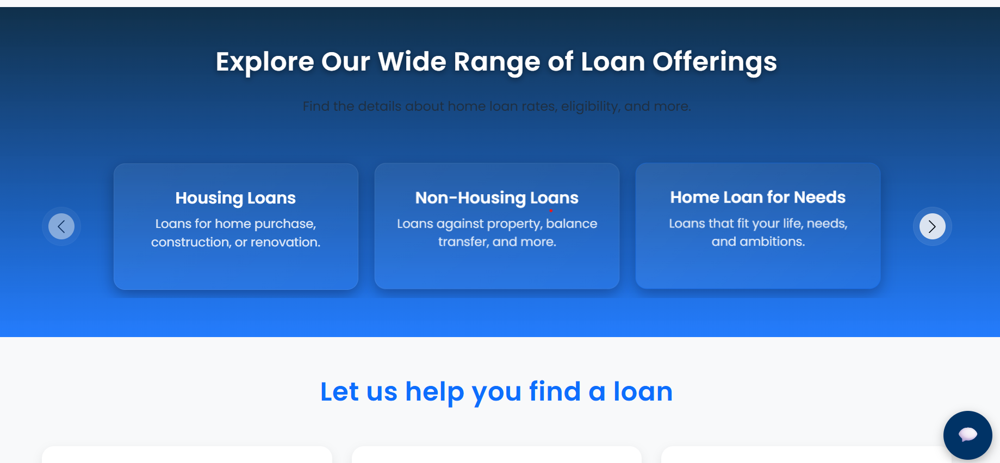 Explore Our Wide Range of Loan Offerings
Find the details about home loan rates, eligibility, and more.
Housing Loans
Loans for home purchase,
construction, or renovation.
Non-Housing Loans
Loans against property, balance
transfer, and more.
Home Loan for Needs
Loans that fit your life, needs,
and ambitions.
Let us help you find a loan